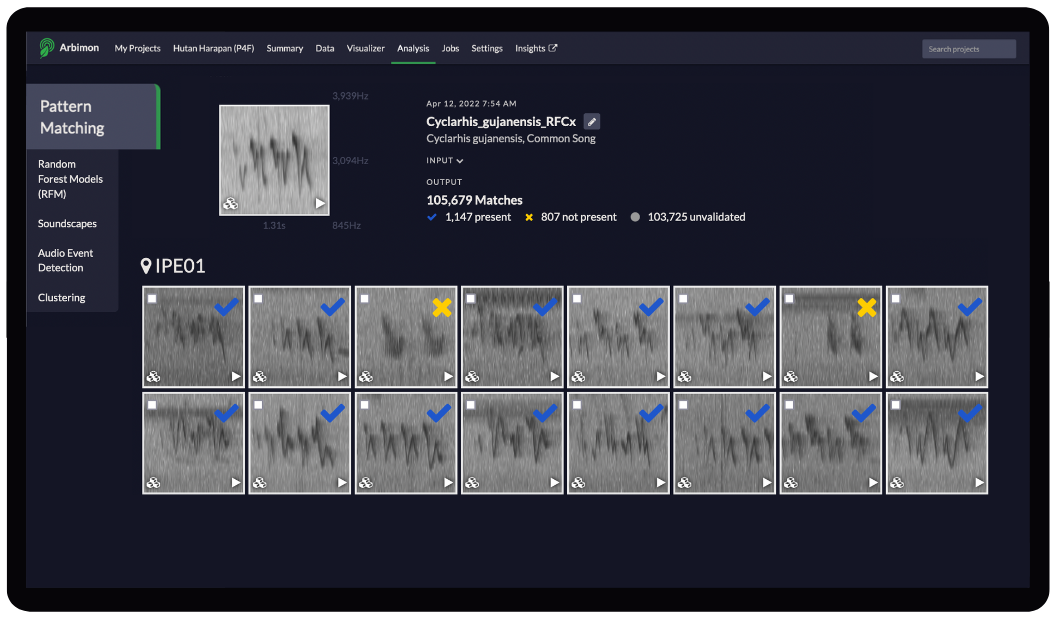 Arbimon My Projects Hutan Harapan (P4F) Summary Data Visualizer Analysis Jobs Settings Insights Search projects
Pattern
Matching
Random
Forest Models
(RFM)
Soundscapes
Audio Event
Detection
Clustering
3,939Hz
3,094Hz
1.31s 845Hz
Apr 12, 2022 7:54 AM
Cyclarhis_gujanensis_RFCx
Cyclarhis gujanensis, Common Song
INPUT
OUTPUT
105,679 Matches
1,147 present 807 not present 103,725 unvalidated
IPE01